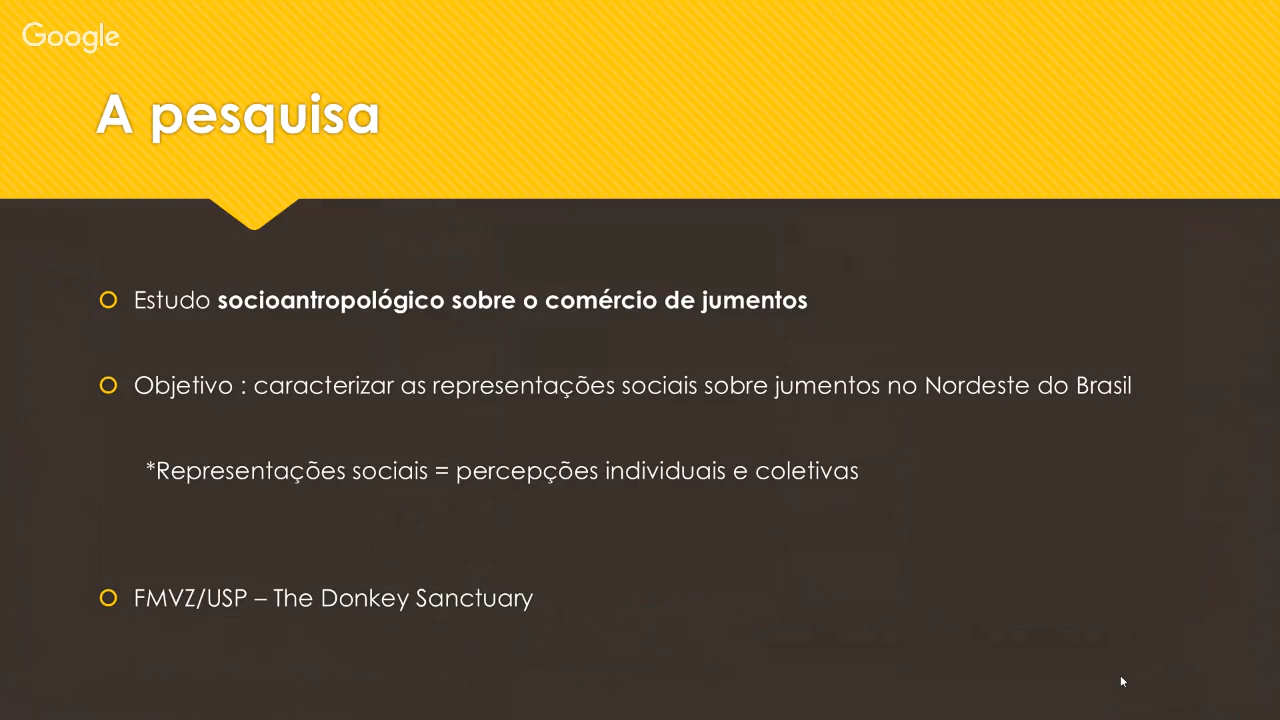 Google
A pesquisa
Estudo socioantropológico sobre o comércio de jumentos
Objetivo : caracterizar as representações sociais sobre jumentos no Nordeste do Brasil
*Representações sociais = percepções individuais e coletivas
FMVZ/USP – The Donkey Sanctuary